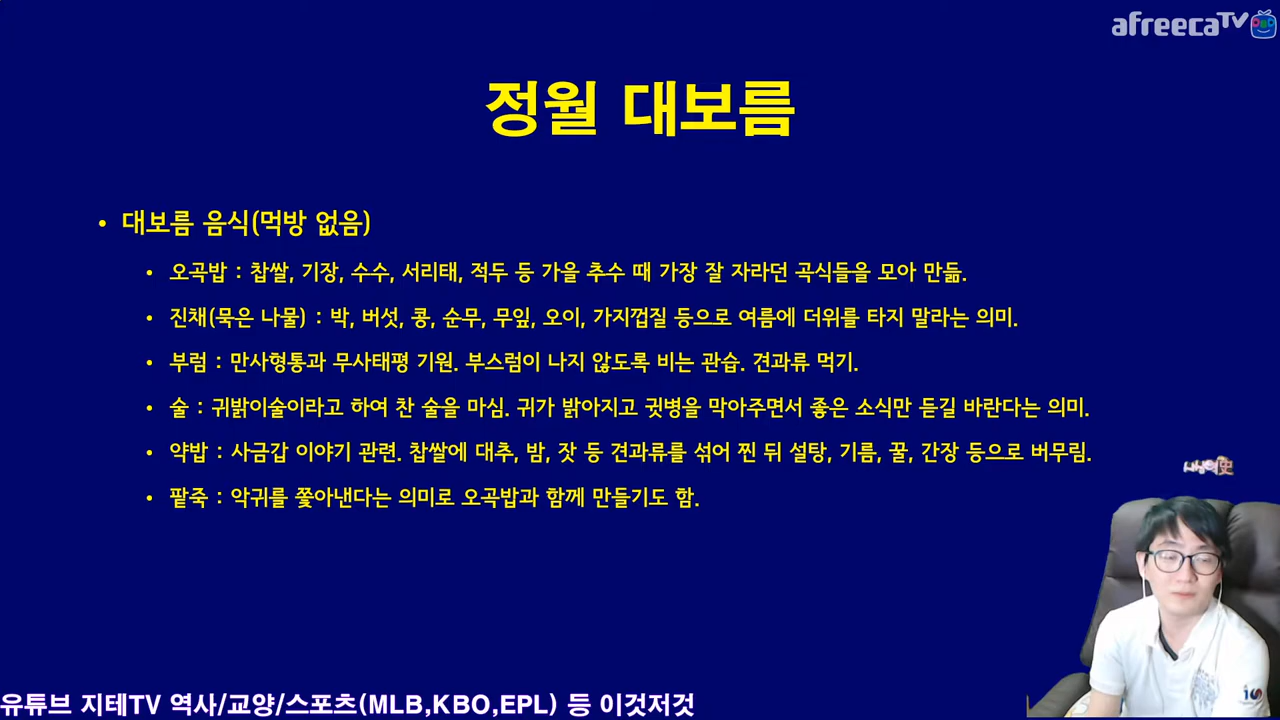 afreecaTV
정월 대보름
• 대보름 음식(먹방 없음)
• 오곡밥 : 찹쌀, 기장, 수수, 서리태, 적두 등 가을 추수 때 가장 잘 자라던 곡식들을 모아 만듦.
• 진채(묵은 나물) : 박, 버섯, 콩, 순무, 무잎, 오이, 가지껍질 등으로 여름에 더위를 타지 말라는 의미.
• 부럼 : 만사형통과 무사태평 기원. 부스럼이 나지 않도록 비는 관습. 견과류 먹기.
• 술 : 귀밝이술이라고 하여 찬 술을 마심. 귀가 밝아지고 귓병을 막아주면서 좋은 소식만 듣길 바란다는 의미.
• 약밥 : 사금갑 이야기 관련. 찹쌀에 대추, 밤, 잣 등 견과류를 섞어 찐 뒤 설탕, 기름, 꿀, 간장 등으로 버무림.
• 팥죽 : 악귀를 쫓아낸다는 의미로 오곡밥과 함께 만들기도 함.
유튜브 지테TV 역사/교양/스포츠(MLB,KBO,EPL) 등 이것저것